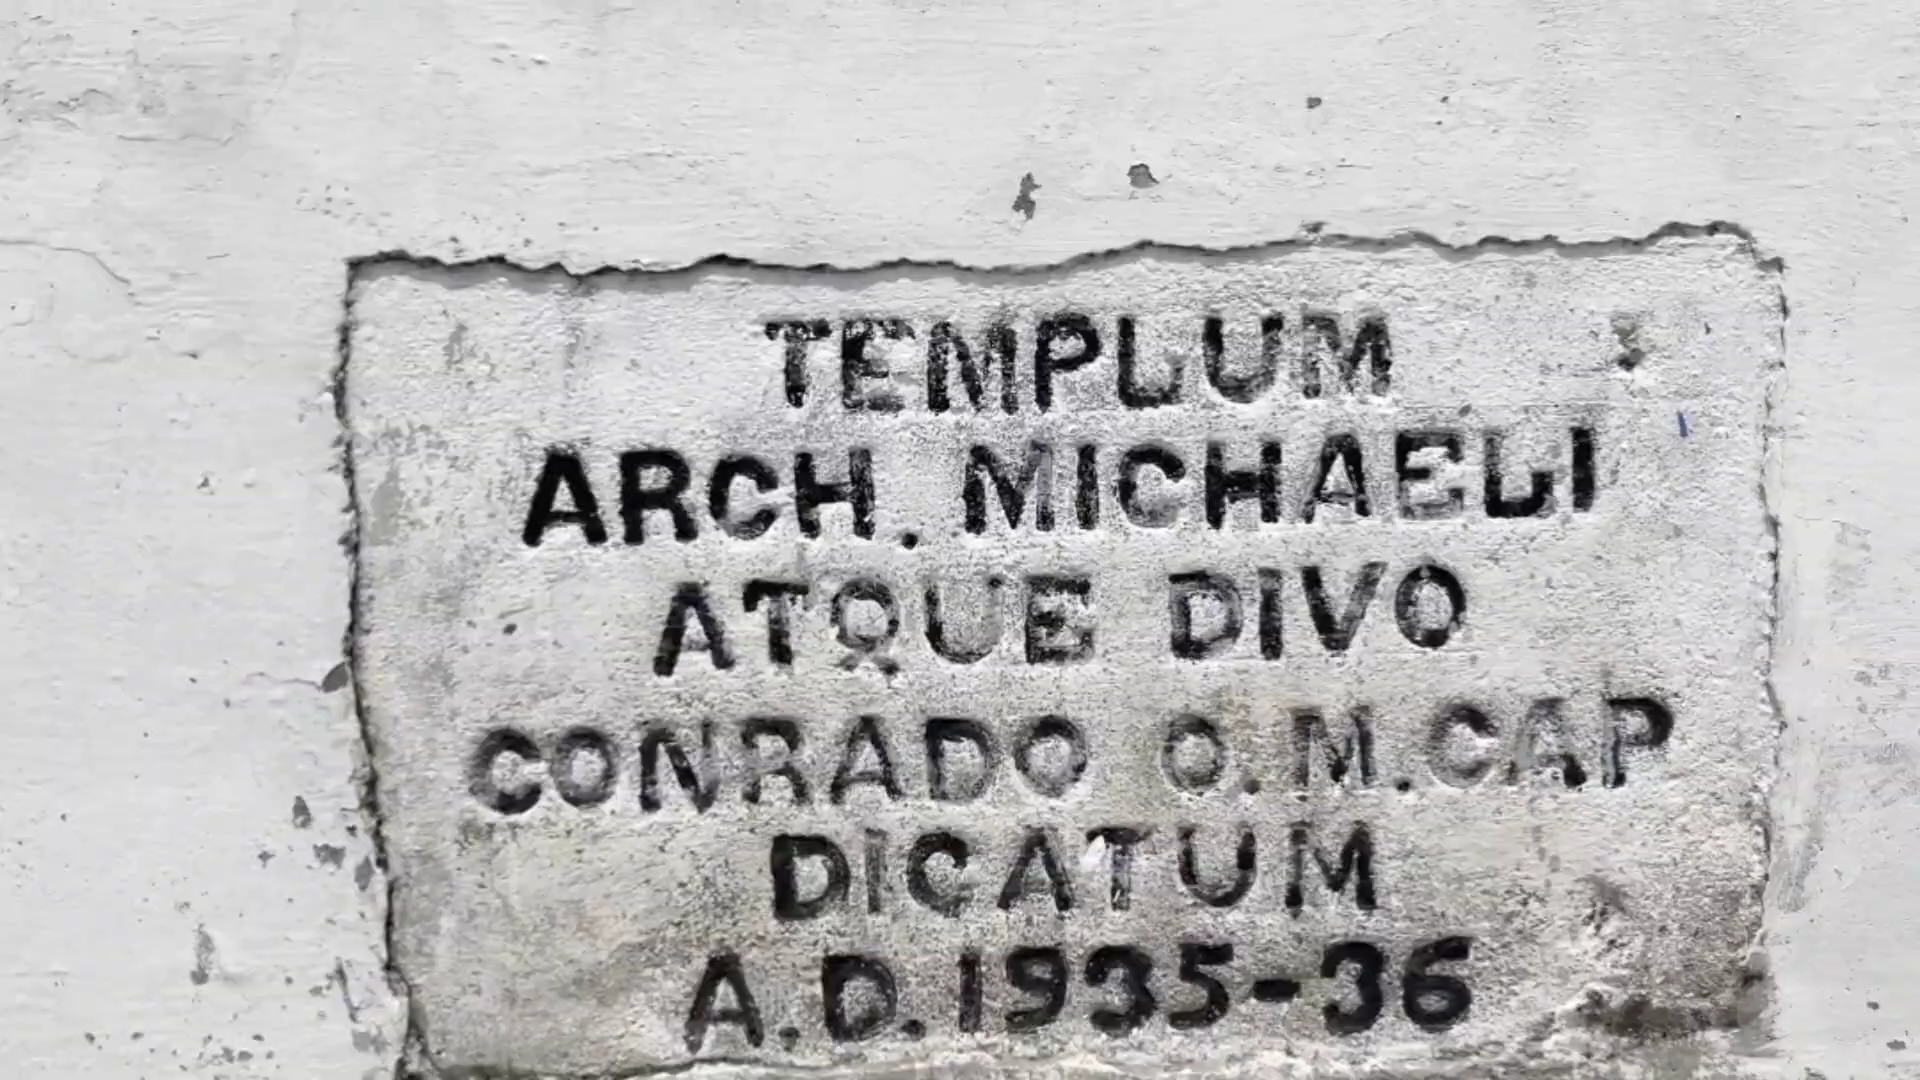 TEMPLUM
ARCH. MICHAELI
ATQUE DIVO
CONRADO O.M.CAP
DICATUM
A.D.1935-36